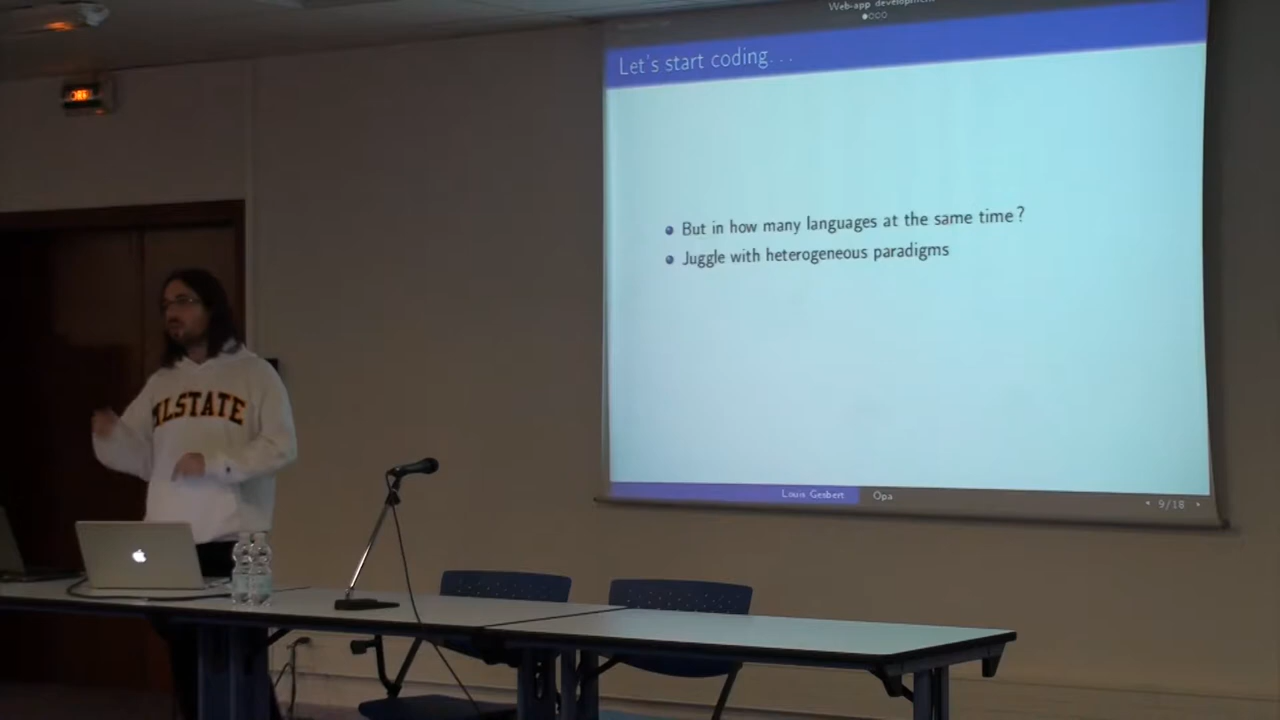 Web-app development
Let's start coding...
But in how many languages at the same time?
Juggle with heterogeneous paradigms
MLSTATE
Louis Gesbert
Opa
9/18